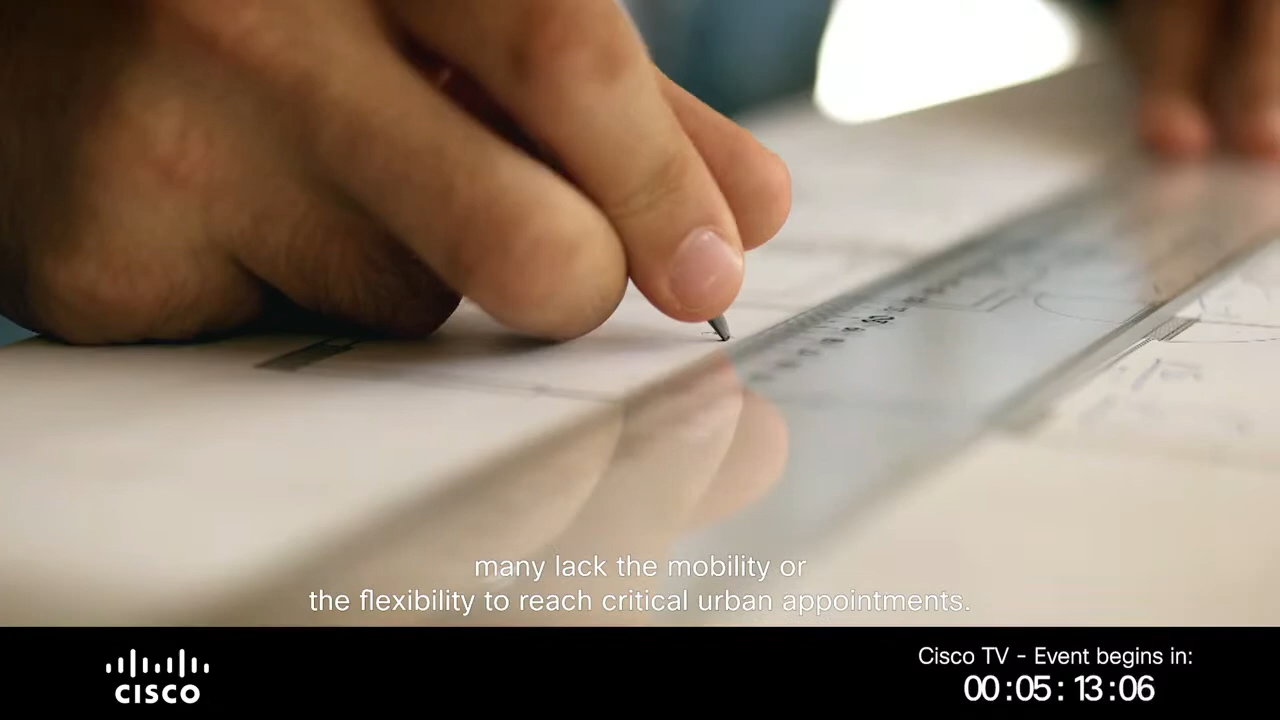 many lack the mobility or
the flexibility to reach critical urban appointments.
CISCO
Cisco TV - Event begins in:
00:05:13:06